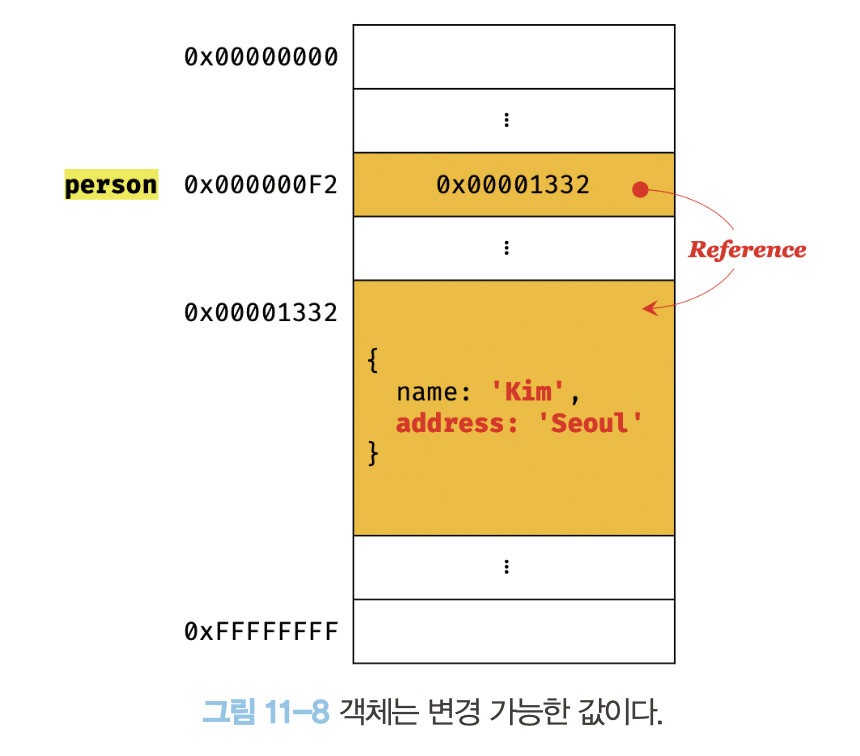 0x00000000
⋮
person 0x000000F2 0x00001332
⋮
Reference
0x00001332
{
name: 'Kim',
address: 'Seoul'
}
⋮
0xFFFFFFFF
그림 11-8 객체는 변경 가능한 값이다.